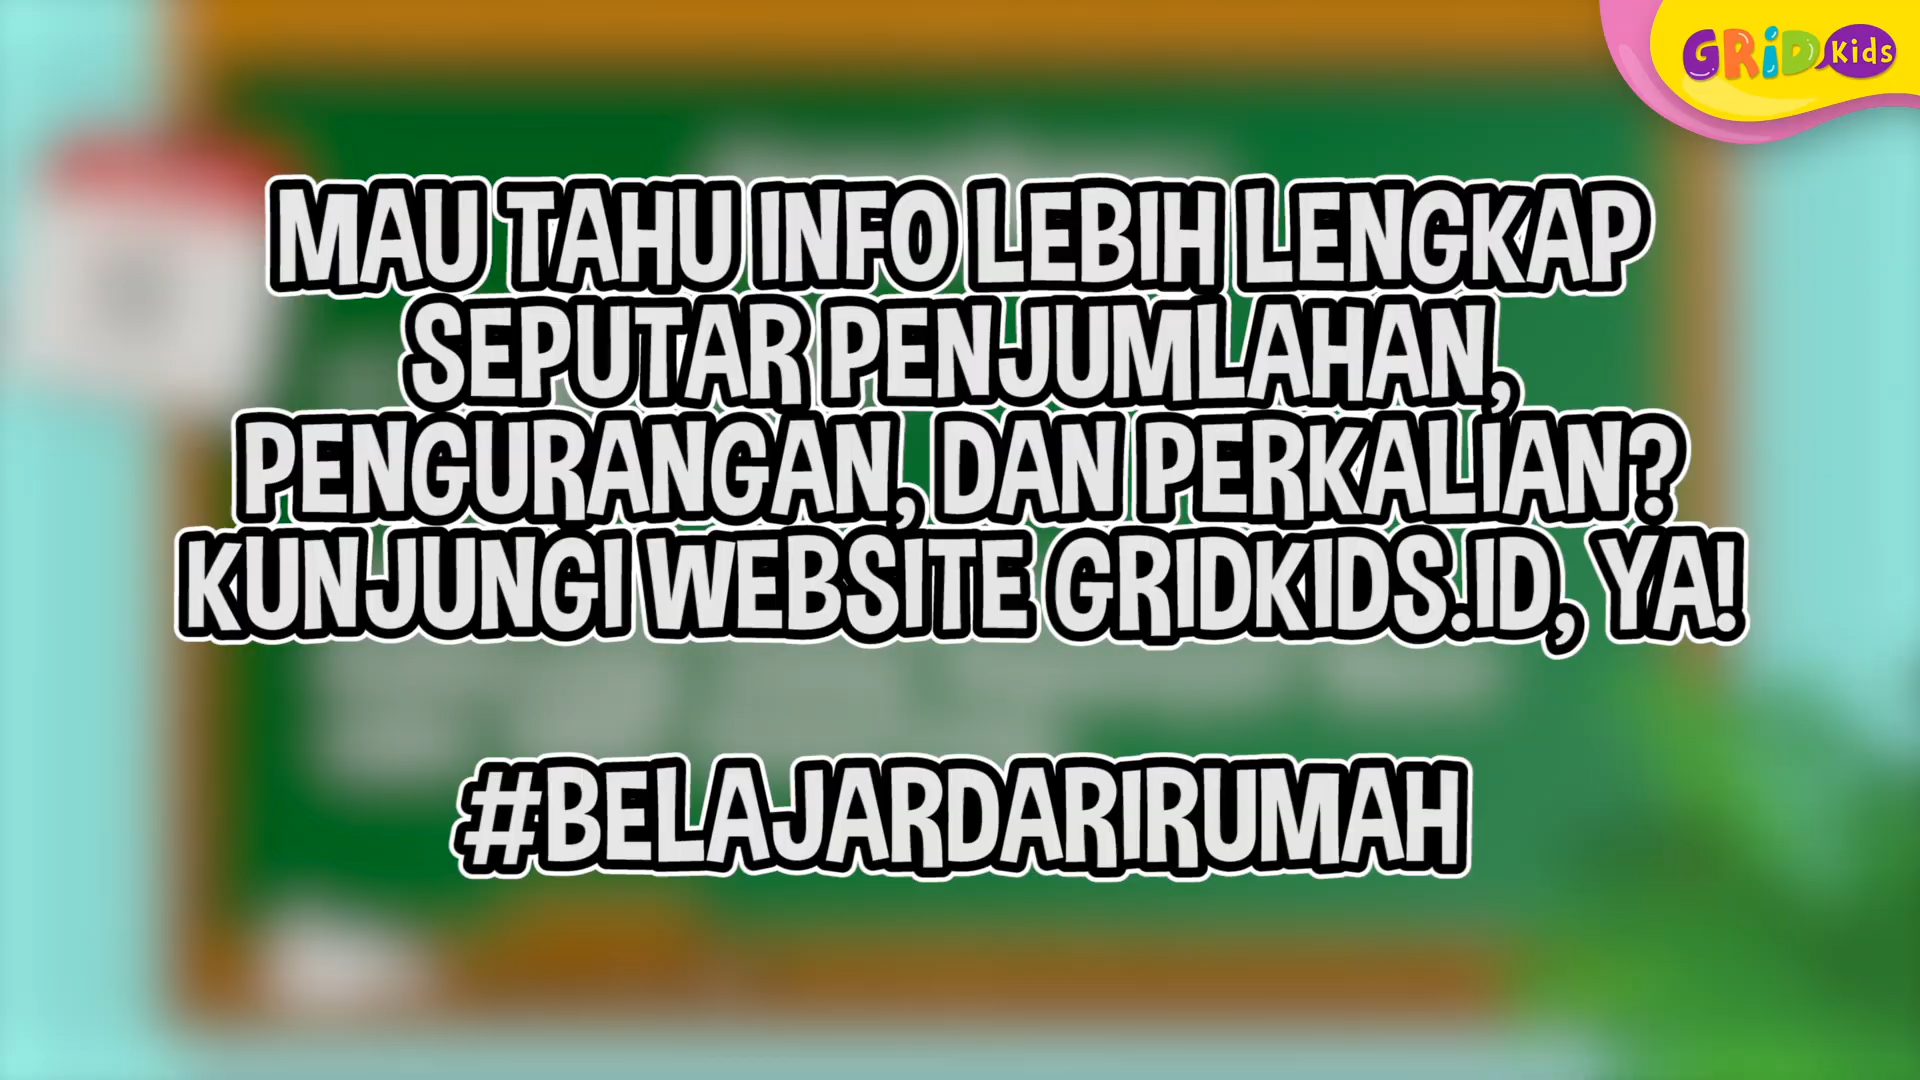 GRiD Kids
MAU TAHU INFO LEBIH LENGKAP
SEPUTAR PENJUMLAHAN,
PENGURANGAN, DAN PERKALIAN?
KUNJUNGI WEBSITE GRIDKIDS.ID, YA!
#BELAJARDARIRUMAH